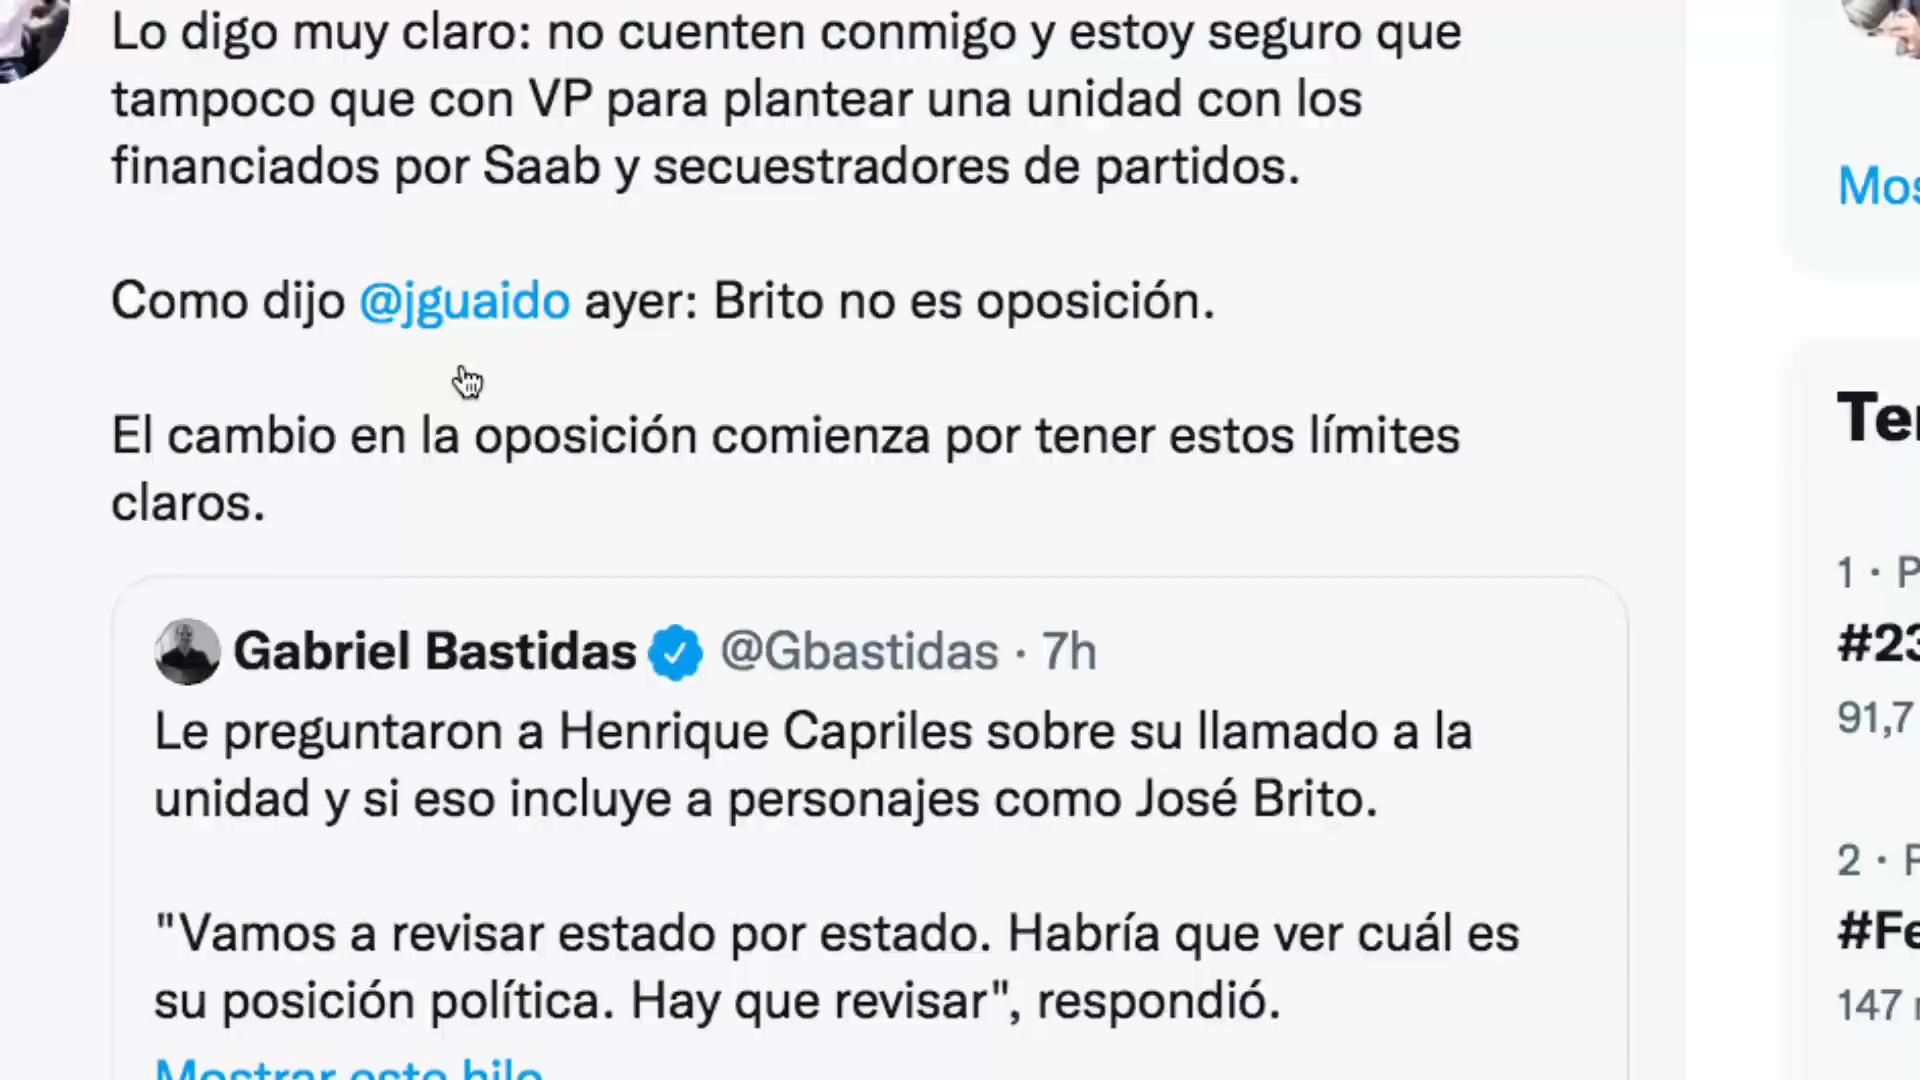 Lo digo muy claro: no cuenten conmigo y estoy seguro que
tampoco que con VP para plantear una unidad con los
financiados por Saab y secuestradores de partidos.
Como dijo @jguaido ayer: Brito no es oposición.
El cambio en la oposición comienza por tener estos límites
claros.
Gabriel Bastidas @Gbastidas · 7h
Le preguntaron a Henrique Capriles sobre su llamado a la
unidad y si eso incluye a personajes como José Brito.
"Vamos a revisar estado por estado. Habría que ver cuál es
su posición política. Hay que revisar", respondió.
Mostrar este hilo
Mos
Te
1 · P
#23
91,7
2 · P
#Fe
147